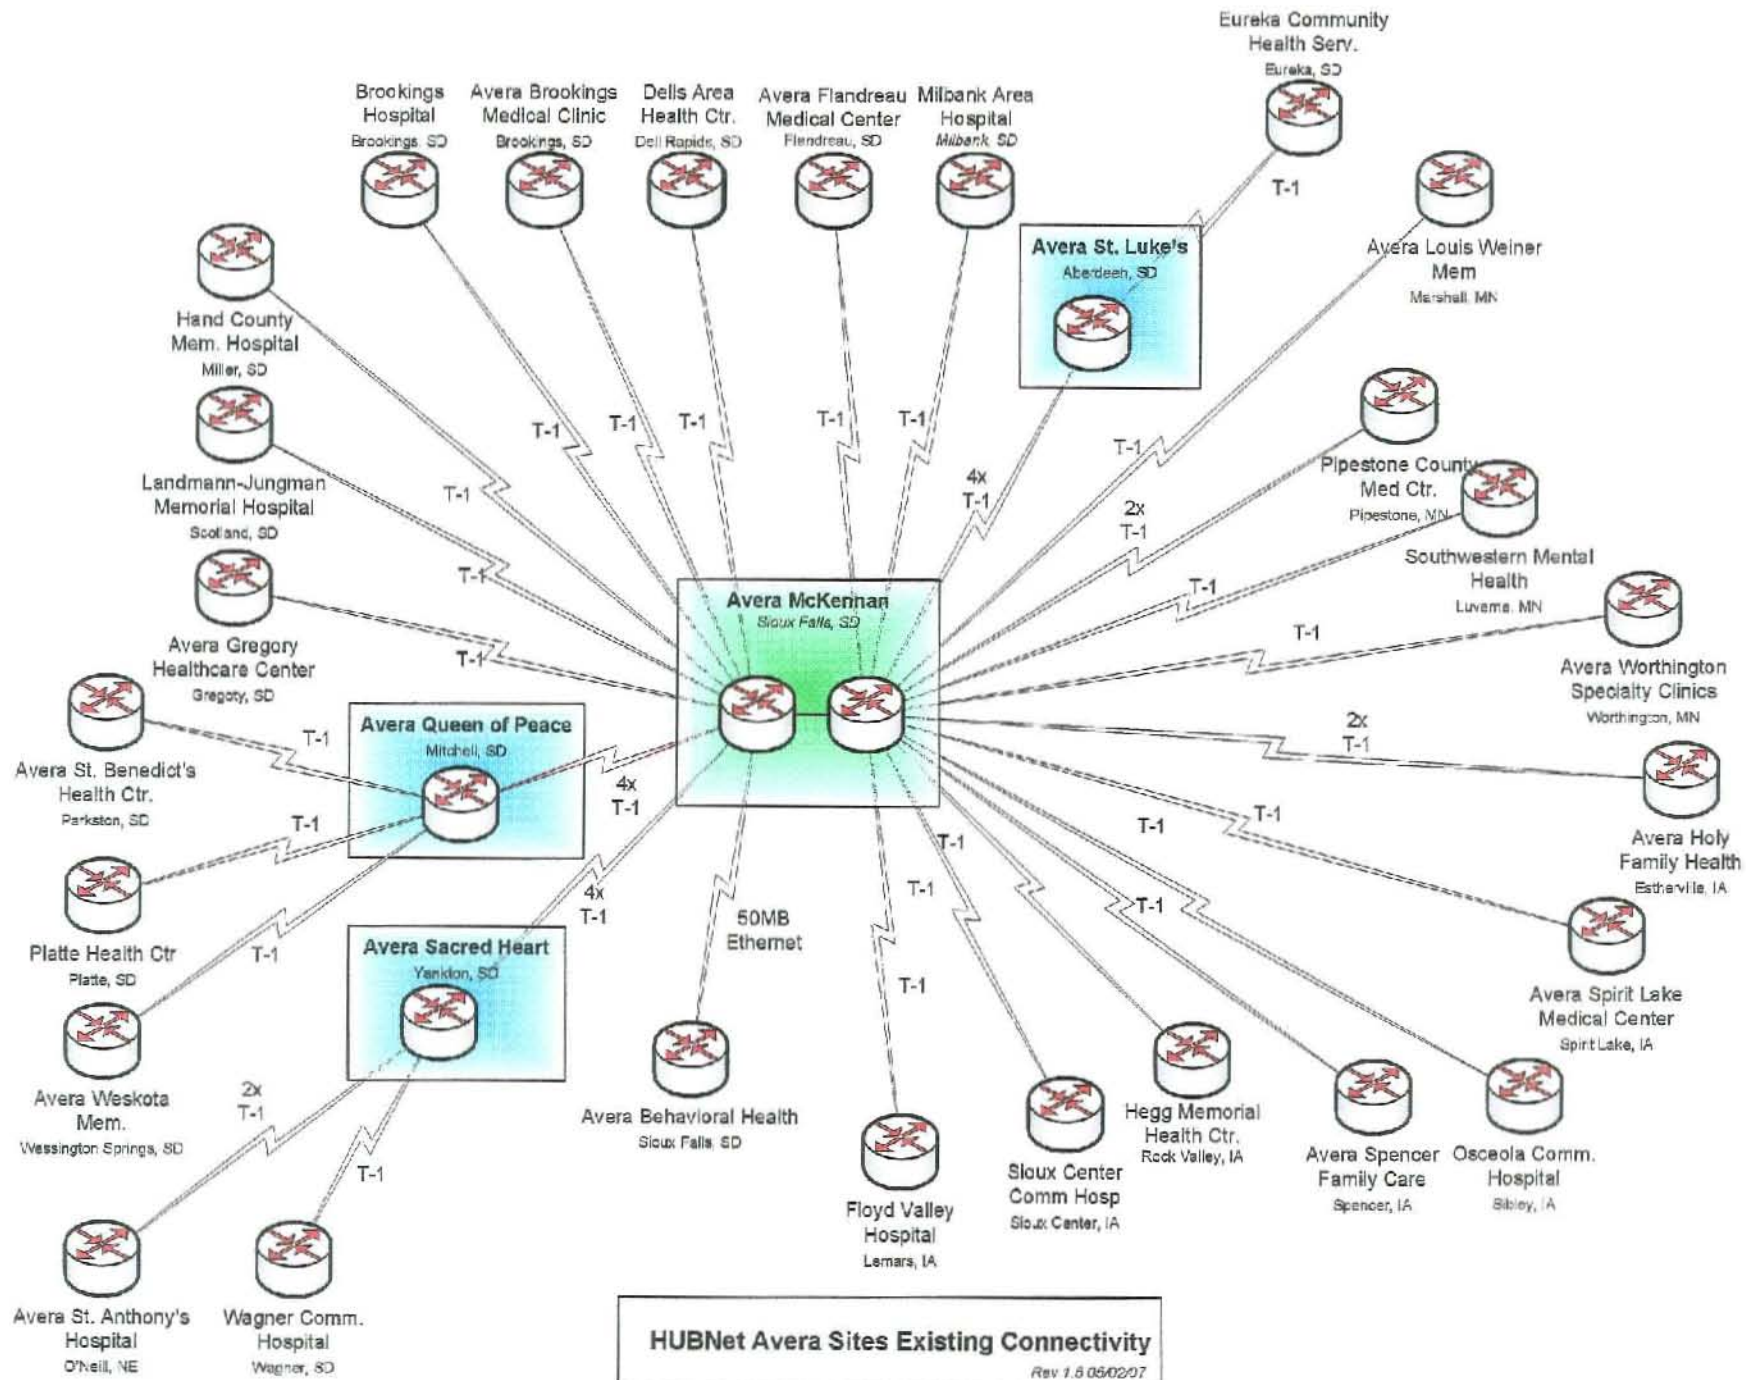 Eureka Community
Health Serv.
Eureka, SD
T-1
Brookings
Hospital
Brookings, SD
Avera Brookings
Medical Clinic
Brookings, SD
Dells Area
Health Ctr.
Dell Rapids, SD
Avera Flandreau
Medical Center
Flandreau, SD
Milbank Area
Hospital
Milbank, SD
Avera St. Luke's
Aberdeen, SD
Avera Louis Weiner
Mem
Marshall, MN
Hand County
Mem. Hospital
Miller, SD
Landmann-Jungman
Memorial Hospital
Scotland, SD
Avera Gregory
Healthcare Center
Gregoty, SD
T-1
T-1
T-1
T-1
T-1
T-1
T-1
T-1
T-1
4x
T-1
T-1
2x
T-1
T-1
T-1
2x
T-1
Pipestone County
Med Ctr.
Pipestone, MN
Southwestern Mental
Health
Luverne, MN
Avera Worthington
Specialty Clinics
Worthington, MN
Avera Holy
Family Health
Estherville, IA
Avera McKennan
Sioux Falls, SD
Avera St. Benedict's
Health Ctr.
Parkston, SD
T-1
Avera Queen of Peace
Mitchell, SD
4x
T-1
T-1
Platte Health Ctr
Platte, SD
T-1
Avera Weskota
Mem.
Wessington Springs, SD
4x
T-1
Avera Sacred Heart
Yankton, SD
2x
T-1
T-1
Avera St. Anthony's
Hospital
O'Neill, NE
Wagner Comm.
Hospital
Wagner, SD
50MB
Ethernet
Avera Behavioral Health
Sioux Falls, SD
T-1
T-1
T-1
T-1
T-1
T-1
Floyd Valley
Hospital
Lemars, IA
Sioux Center
Comm Hosp
Sioux Center, IA
Hegg Memorial
Health Ctr.
Rock Valley, IA
Avera Spencer
Family Care
Spencer, IA
Osceola Comm.
Hospital
Sibley, IA
Avera Spirit Lake
Medical Center
Spirit Lake, IA
HUBNet Avera Sites Existing Connectivity